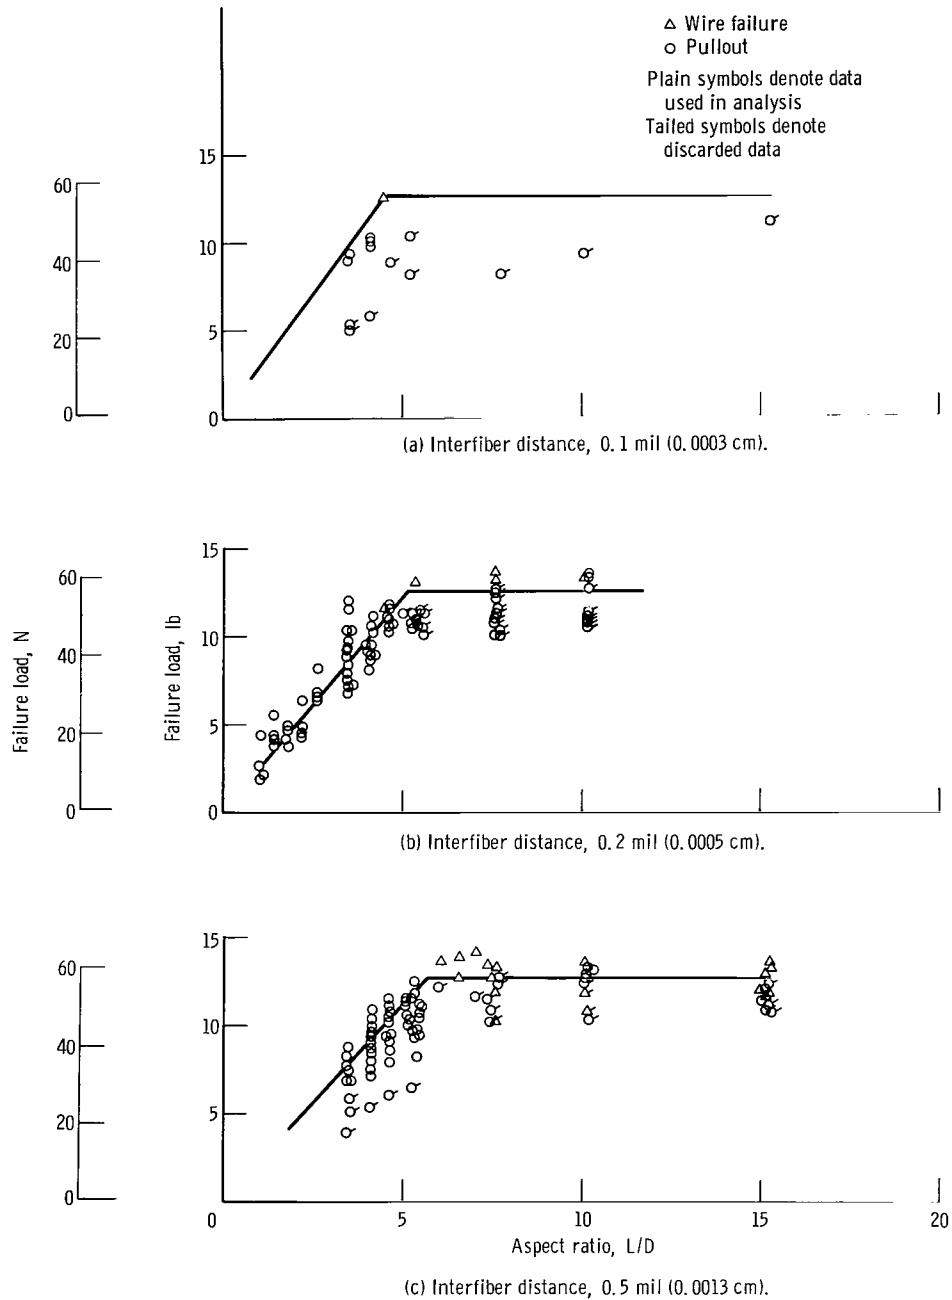 △ Wire failure
○ Pullout
Plain symbols denote data
used in analysis
Tailed symbols denote
discarded data
15
10
5
0
60
40
20
0
(a) Interfiber distance, 0.1 mil (0.0003 cm).
Failure load, N
60
40
20
0
Failure load, lb
15
10
5
0
(b) Interfiber distance, 0.2 mil (0.0005 cm).
60
40
20
0
15
10
5
0
5
10
15
20
Aspect ratio, L/D
(c) Interfiber distance, 0.5 mil (0.0013 cm).